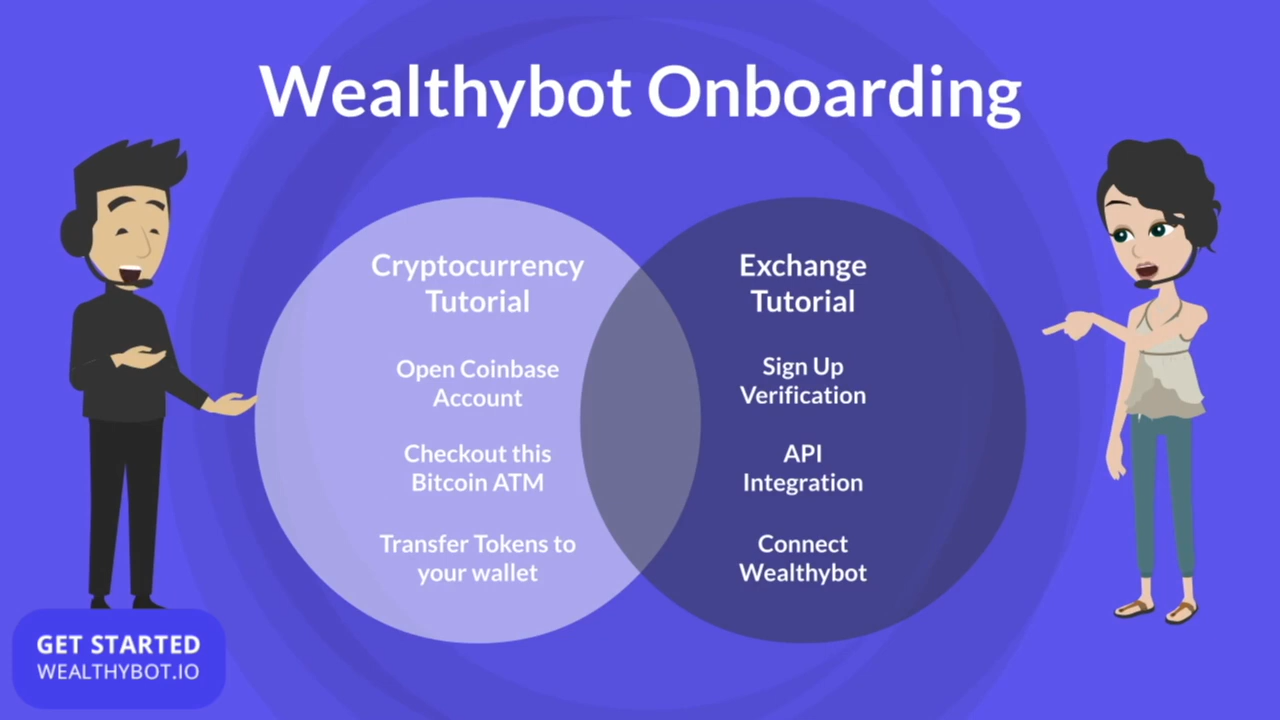 Wealthybot Onboarding
Cryptocurrency
Tutorial
Open Coinbase
Account
Checkout this
Bitcoin ATM
Transfer Tokens to
your wallet
Exchange
Tutorial
Sign Up
Verification
API
Integration
Connect
Wealthybot
GET STARTED
WEALTHYBOT.IO